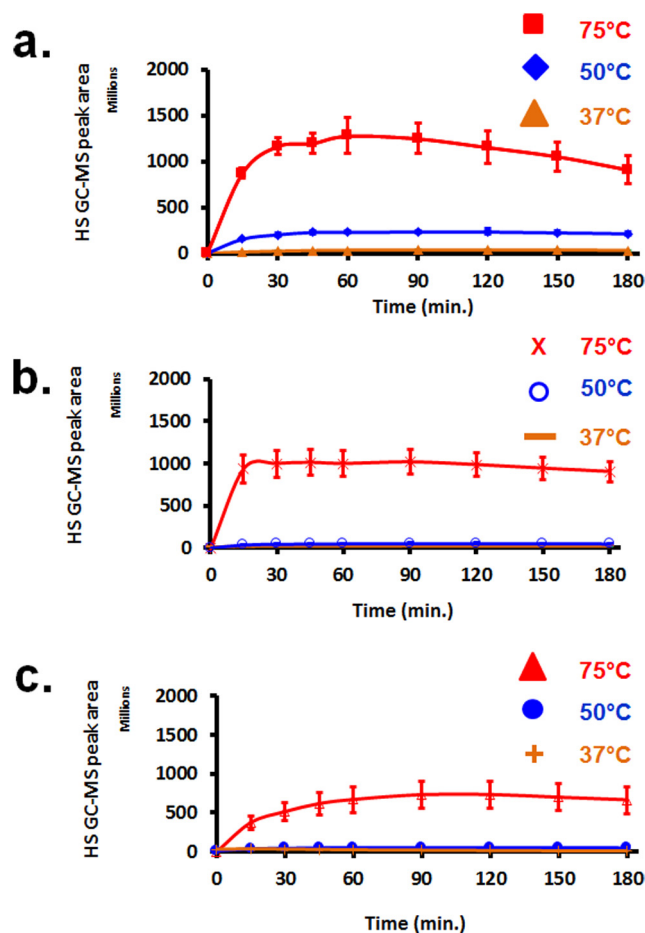 a.
75°C
50°C
37°C
HS GC-MS peak area
Millions
2000
1500
1000
500
0
0 30 60 90 120 150 180
Time (min.)
b.
X 75°C
50°C
37°C
HS GC-MS peak area
Millions
2000
1500
1000
500
0
0 30 60 90 120 150 180
Time (min.)
c.
75°C
50°C
37°C
HS GC-MS peak area
Millions
2000
1500
1000
500
0
0 30 60 90 120 150 180
Time (min.)